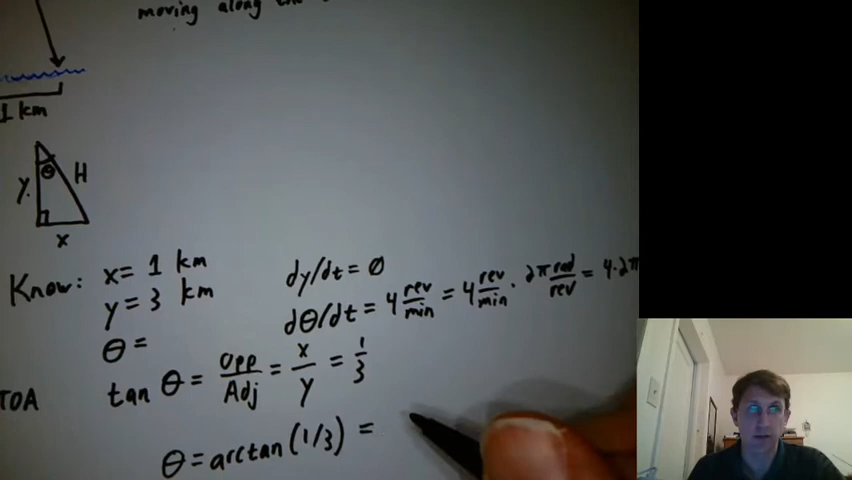 moving along the
1 km
θ
H
y
x
Know: x = 1 km
dy/dt = 0
y = 3 km
dθ/dt = 4 rev/min = 4 rev/min · 2π rad/rev = 4·2π
θ =
TOA tan θ = Opp/Adj = x/y = 1/3
θ = arctan (1/3) =